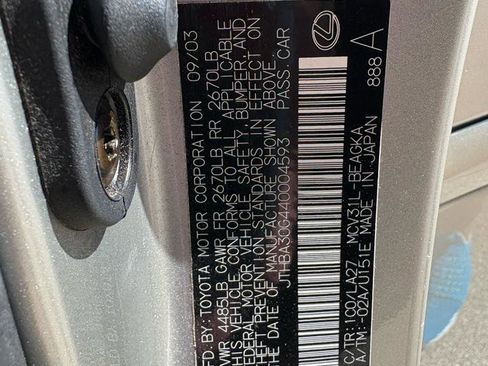 MFD.BY: TOYOTA MOTOR CORPORATION 09/03
GVWR 4485LB GAWR FR 2670LB RR 2670LB
THIS VEHICLE CONFORMS TO ALL APPLICABLE
FEDERAL MOTOR VEHICLE SAFETY, BUMPER, AND
THEFT PREVENTION STANDARDS IN EFFECT ON
THE DATE OF MANUFACTURE SHOWN ABOVE.
JTHBA30G440004593 PASS CAR
C/TR: 1C0/LA27 MCV31L-BEAGKA
A/TM: -02A/U151E MADE IN JAPAN
888 A